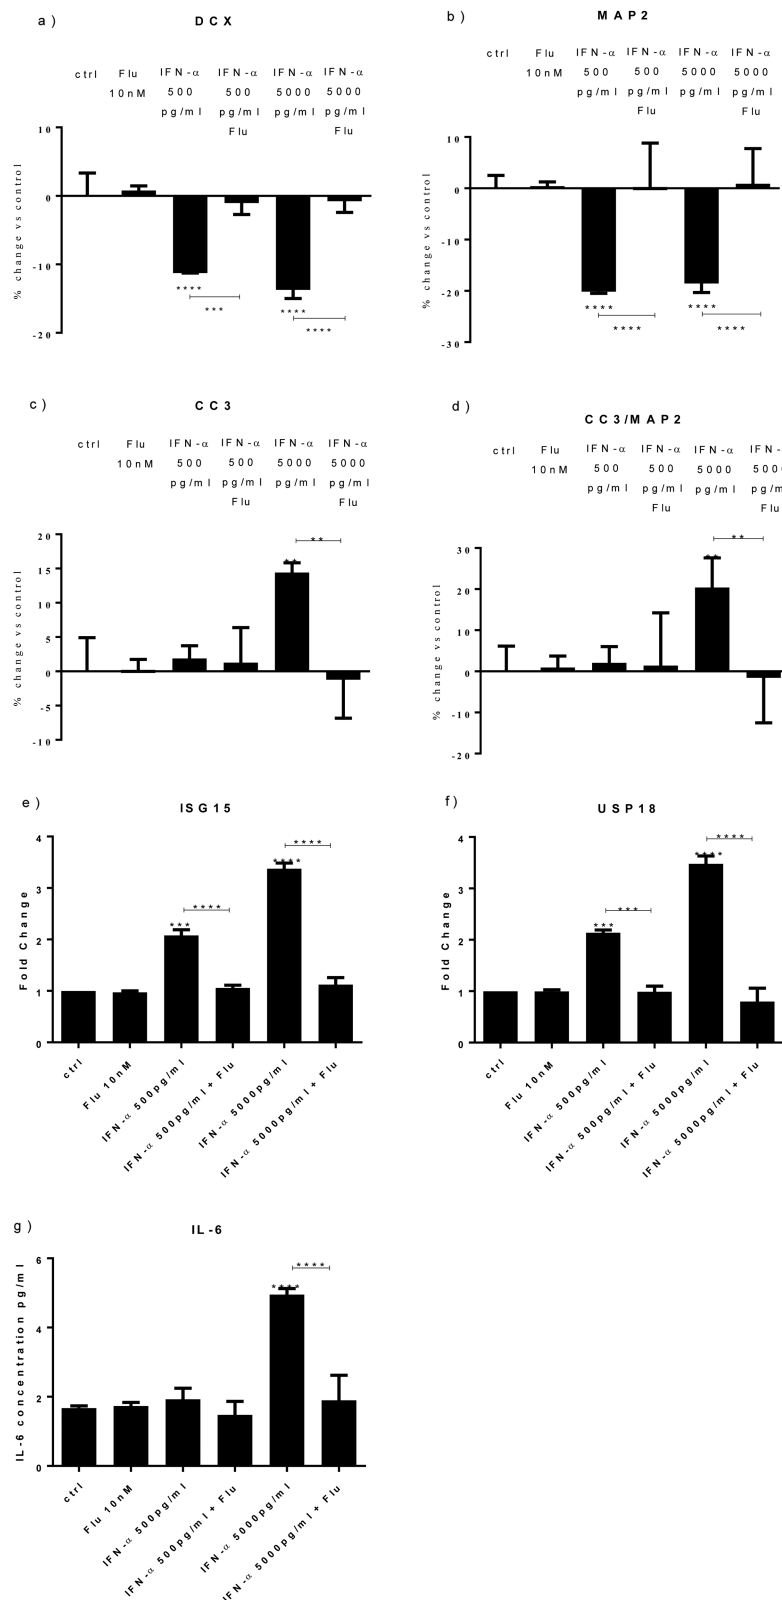 a) DCX
ctrl Flu IFN-α IFN-α IFN-α IFN-α
10nM 500 500 5000 5000
pg/ml pg/ml pg/ml pg/ml
Flu Flu
% change vs control
10
0
-10
-20
**** *** **** ****
b) MAP2
ctrl Flu IFN-α IFN-α IFN-α IFN-α
10nM 500 500 5000 5000
pg/ml pg/ml pg/ml pg/ml
Flu Flu
% change vs control
10
0
-10
-20
-30
**** **** **** ****
c) CC3
ctrl Flu IFN-α IFN-α IFN-α IFN-α
10nM 500 500 5000 5000
pg/ml pg/ml pg/ml pg/ml
Flu Flu
% change vs control
20
15
10
5
0
-5
-10
** **
d) CC3/MAP2
ctrl Flu IFN-α IFN-α IFN-α IFN-
10nM 500 500 5000 500
pg/ml pg/ml pg/ml pg/m
Flu Flu
% change vs control
30
20
10
0
-10
-20
** **
e) ISG15
Fold Change
4
3
2
1
0
*** **** **** ****
ctrl
Flu 10nM
IFN-α 500pg/ml
IFN-α 500pg/ml + Flu
IFN-α 5000pg/ml
IFN-α 5000pg/ml + Flu
f) USP18
Fold Change
4
3
2
1
0
*** *** **** ****
ctrl
Flu 10nM
IFN-α 500pg/ml
IFN-α 500pg/ml + Flu
IFN-α 5000pg/ml
IFN-α 5000pg/ml + Flu
g) IL-6
IL-6 concentration pg/ml
6
4
2
0
**** ****
ctrl
Flu 10nM
IFN-α 500pg/ml
IFN-α 500pg/ml + Flu
IFN-α 5000pg/ml
IFN-α 5000pg/ml + Flu